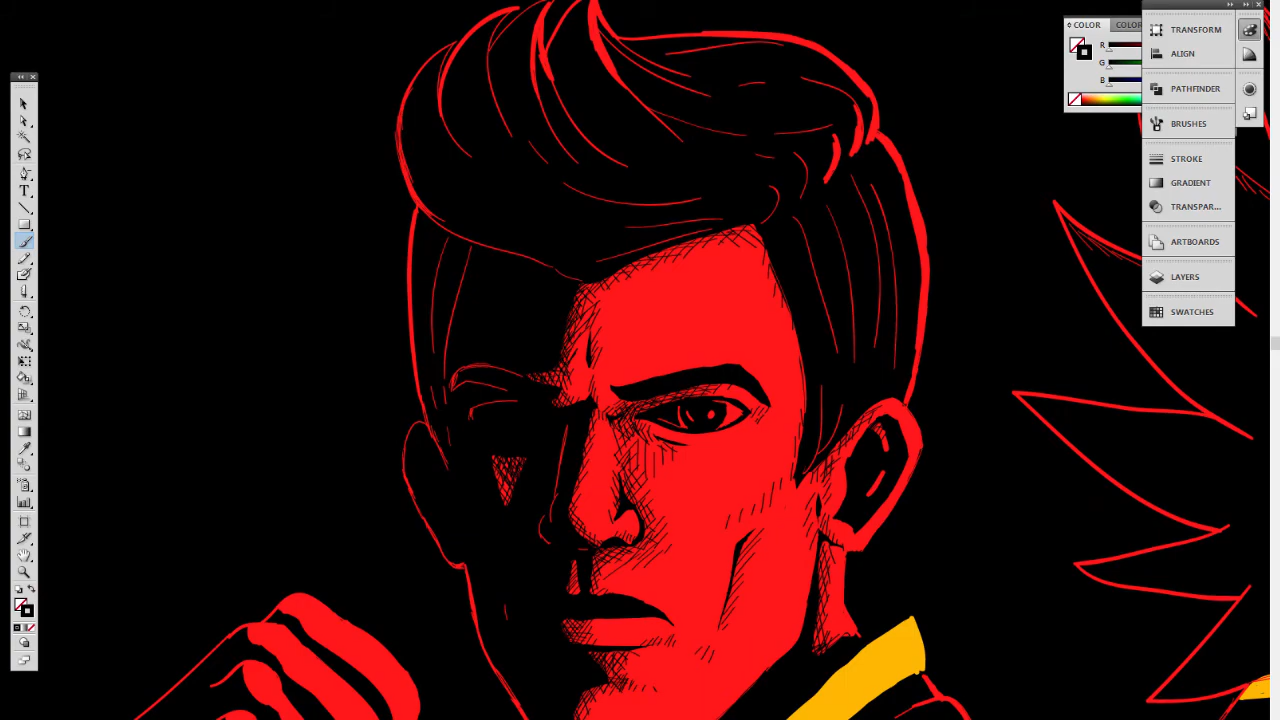 COLOR
COLOR
R
G
B
TRANSFORM
ALIGN
PATHFINDER
BRUSHES
STROKE
GRADIENT
TRANSPAR...
ARTBOARDS
LAYERS
SWATCHES
T